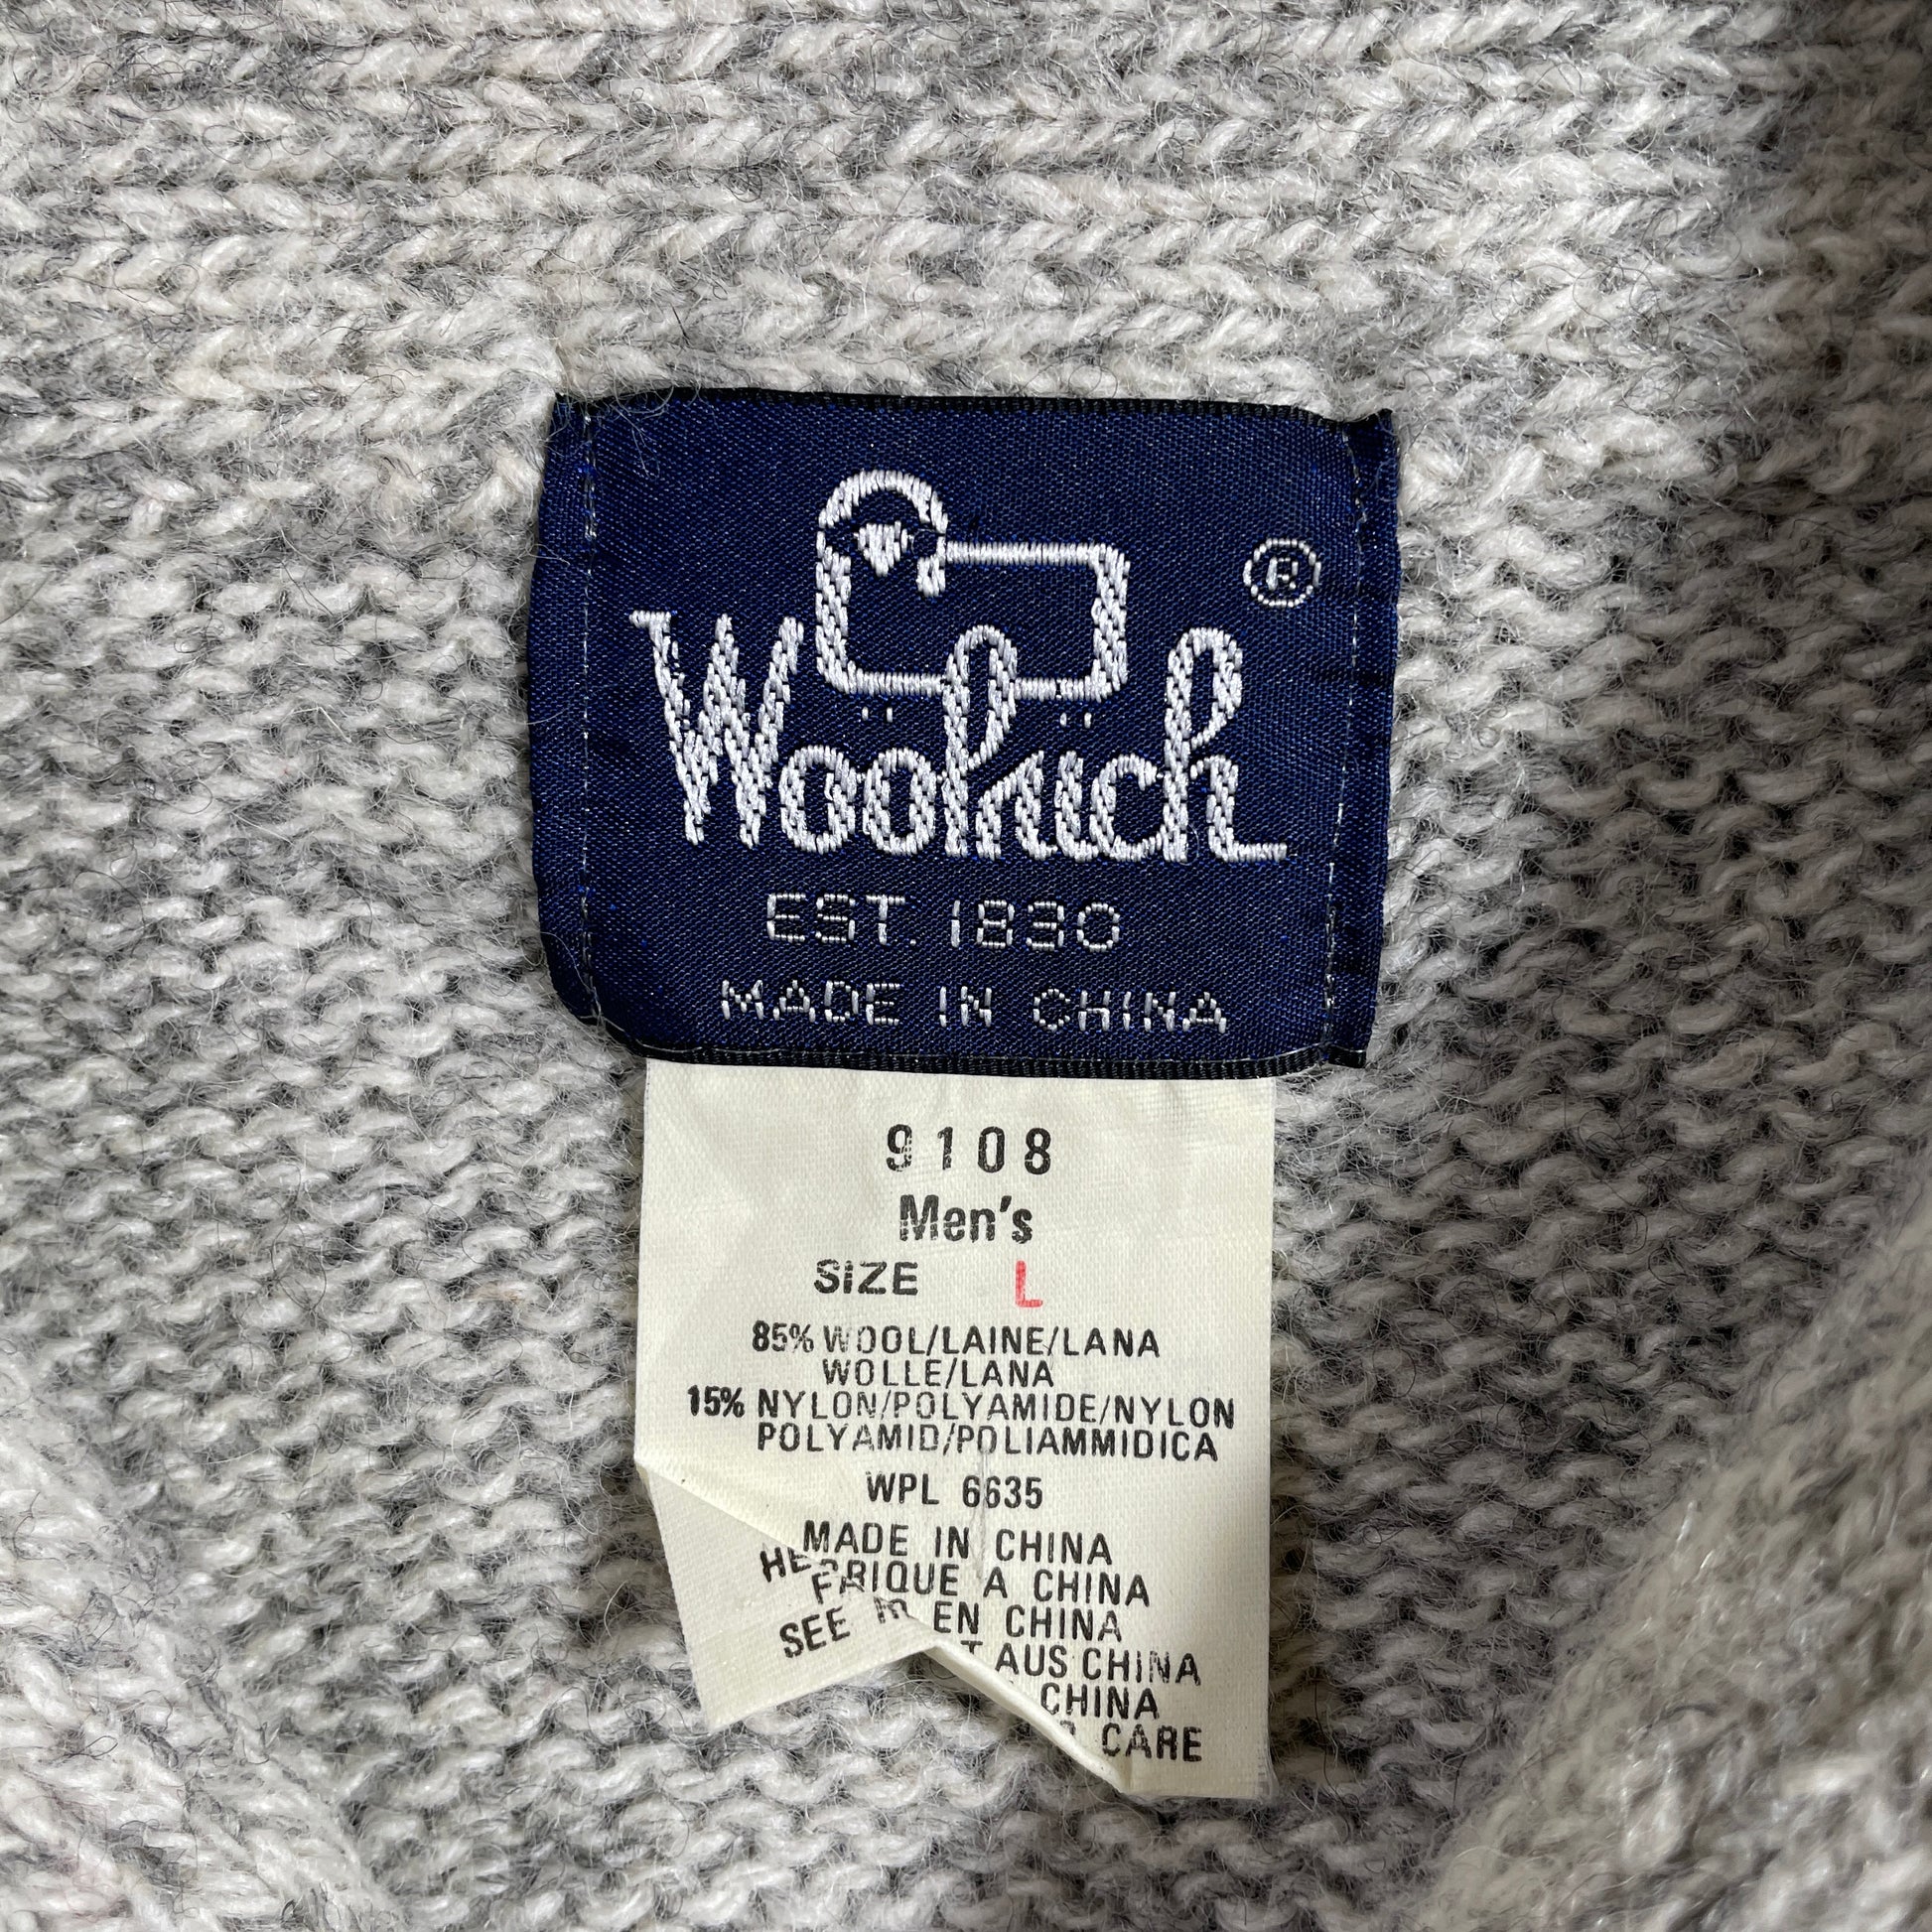 ®
Woolrich
EST. 1830
MADE IN CHINA
9108
Men's
SIZE L
85% WOOL/LAINE/LANA
WOLLE/LANA
15% NYLON/POLYAMIDE/NYLON
POLYAMID/POLIAMMIDICA
WPL 6635
MADE IN CHINA
A CHINA
EN CHINA
AUS CHINA
CHINA
SEE
CARE